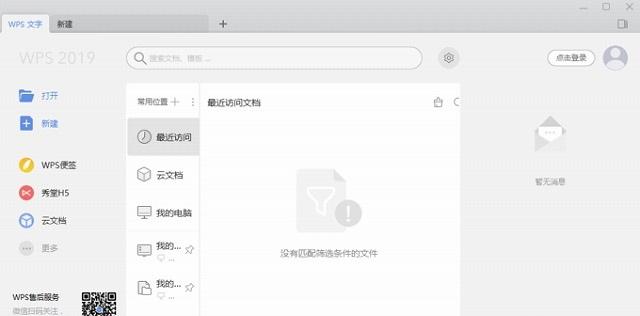 WPS 文字
新建
WPS 2019
搜索文档、模板 ...
点击登录
打开
新建
WPS便签
秀堂H5
云文档
更多
WPS售后服务
微信扫码关注，
常用位置
最近访问
云文档
我的电脑
我的...
...
我的...
...
最近访问文档
没有匹配筛选条件的文件
暂无消息